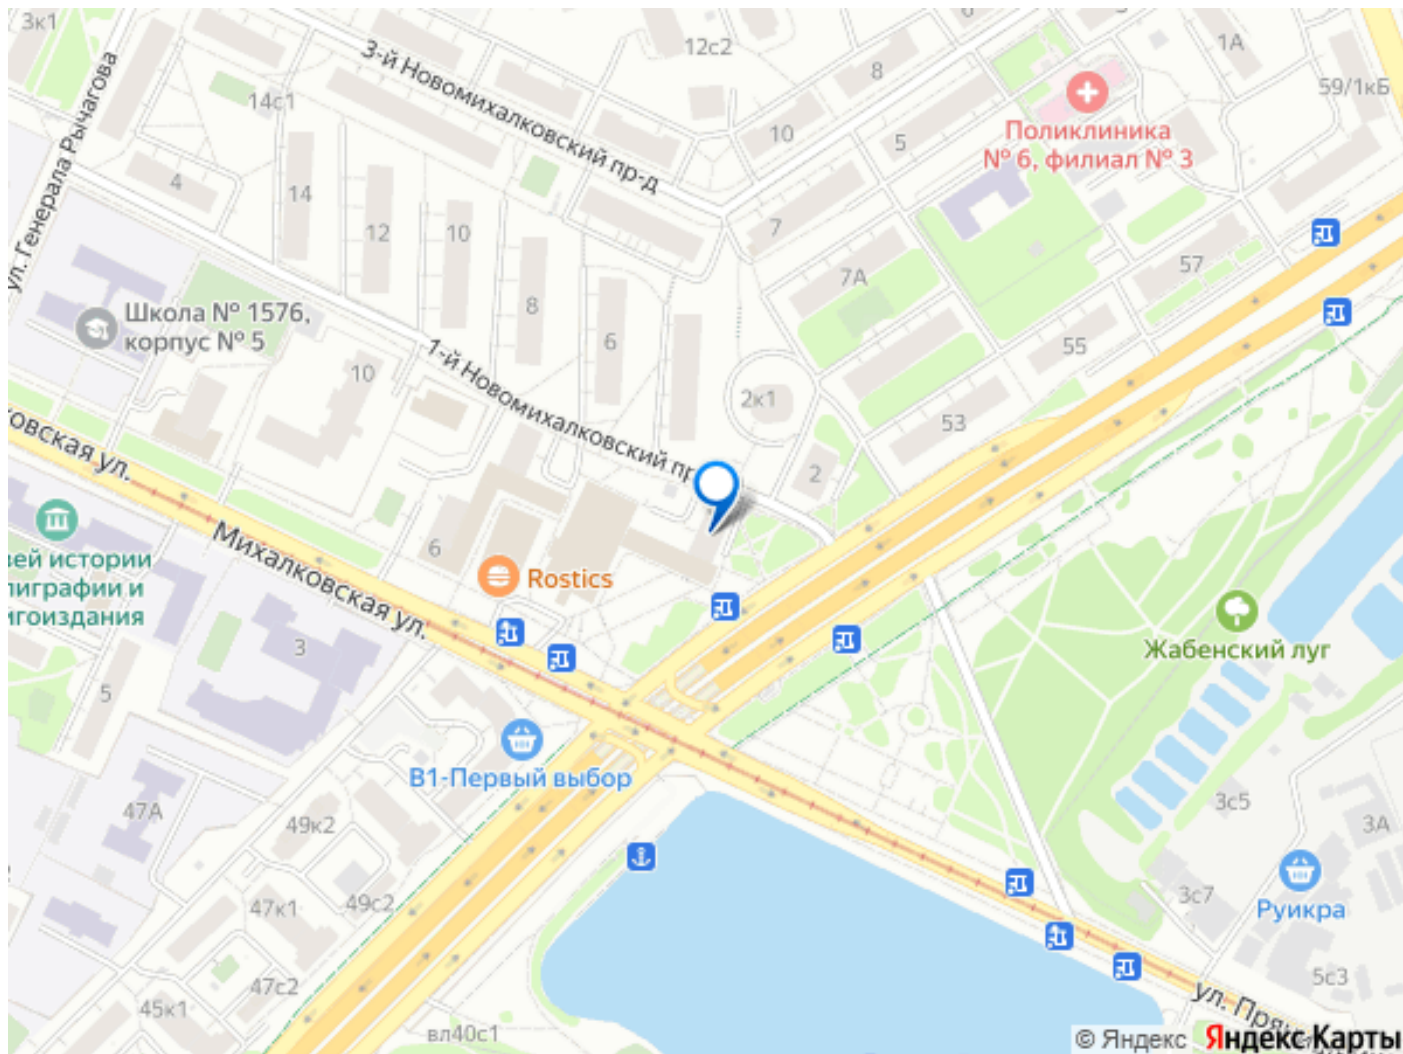 3к1
12с2
8
1А
59/1кБ
3-й Новомихалковский пр-д
14с1
10
5
Поликлиника
№ 6, филиал № 3
ул. Генерала Рычагова
4
14
12
10
7
7А
57
8
6
Школа № 1576,
корпус № 5
1-й Новомихалковский пр
10
2к1
55
53
2
ковская ул.
6
Rostics
Михалковская ул.
зей истории
лиграфии и
игоиздания
3
5
Жабенский луг
В1-Первый выбор
47А
49к2
3с5
3А
47к1
49с2
3с7
Руикра
47с2
45к1
5с3
вл40с1
ул. Пря
© Яндекс Яндекс Карты